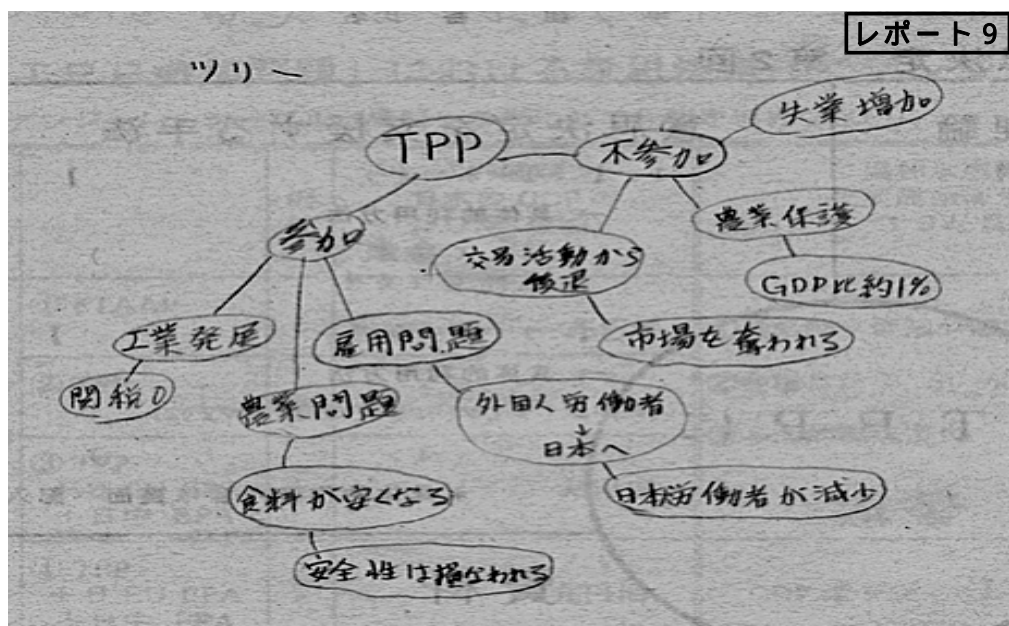 レポート9
ツリー
TPP
不参加
失業増加
農業保護
GDP比約1%
交易活動から
後退
市場を奪われる
参加
工業発展
関税0
農業問題
食料が安くなる
安全性は損なわれる
雇用問題
外国人労働者
↓
日本へ
日本労働者が減少